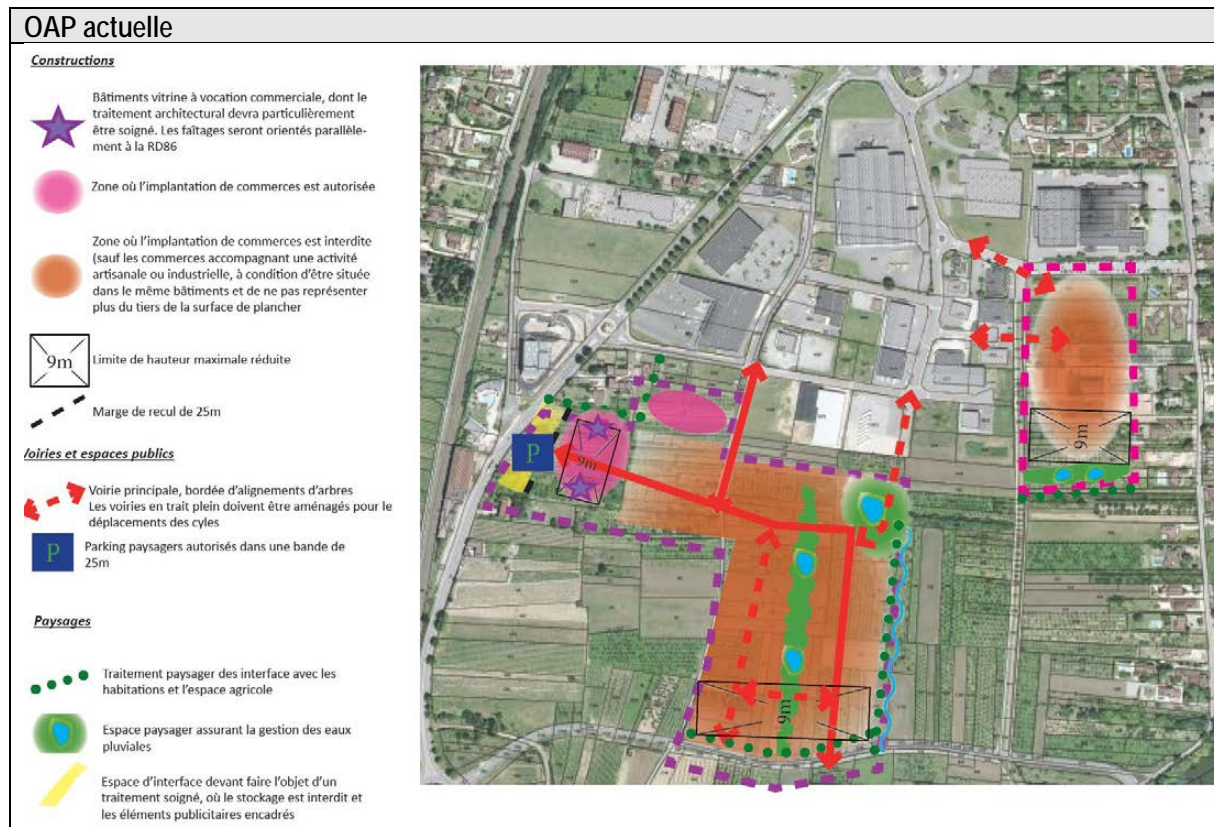 OAP actuelle
Constructions
Bâtiments vitrine à vocation commerciale, dont le
traitement architectural devra particulièrement
être soigné. Les faîtages seront orientés parallèle-
ment à la RD86
Zone où l'implantation de commerces est autorisée
Zone où l'implantation de commerces est interdite
(sauf les commerces accompagnant une activité
artisanale ou industrielle, à condition d'être située
dans le même bâtiments et de ne pas représenter
plus du tiers de la surface de plancher
9m
Limite de hauteur maximale réduite
Marge de recul de 25m
Voiries et espaces publics
Voirie principale, bordée d'alignements d'arbres
Les voiries en trait plein doivent être aménagés pour le
déplacements des cyles
P
Parking paysagers autorisés dans une bande de
25m
Paysages
Traitement paysager des interface avec les
habitations et l'espace agricole
Espace paysager assurant la gestion des eaux
pluviales
Espace d'interface devant faire l'objet d'un
traitement soigné, où le stockage est interdit et
les éléments publicitaires encadrés
P
9m
9m
9m